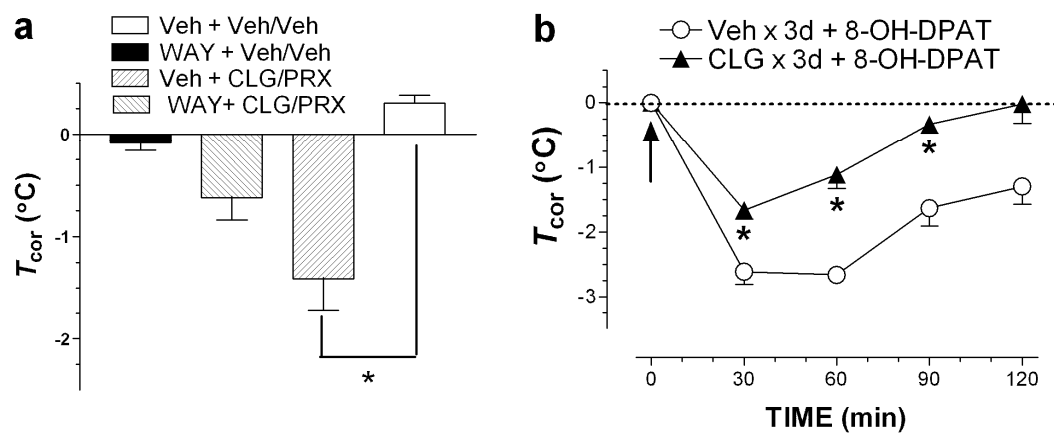 a
Veh + Veh/Veh
WAY + Veh/Veh
Veh + CLG/PRX
WAY+ CLG/PRX
0
-1
-2
Tcor (°C)
*
b
Veh x 3d + 8-OH-DPAT
CLG x 3d + 8-OH-DPAT
0
-1
-2
-3
Tcor (°C)
*
*
*
0 30 60 90 120
TIME (min)